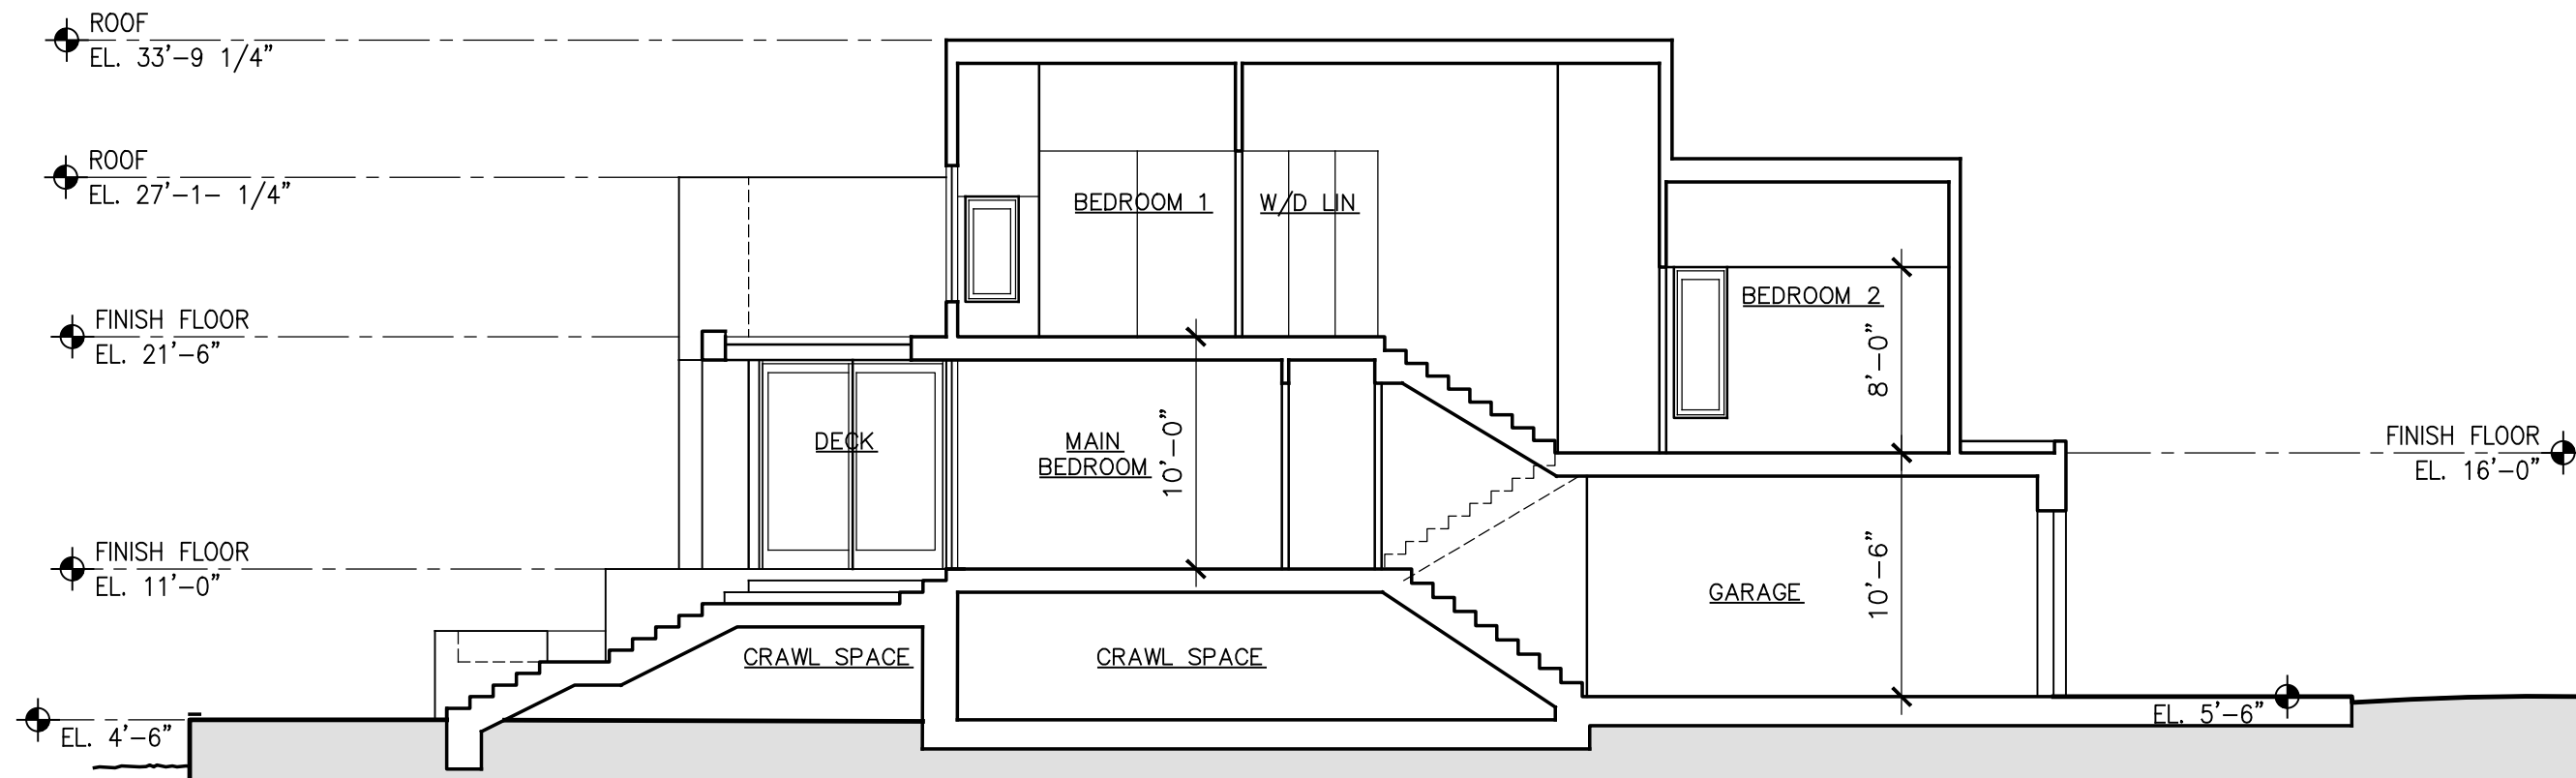 ROOF
EL. 33'-9 1/4"
ROOF
EL. 27'-1- 1/4"
BEDROOM 1
W/D LIN
BEDROOM 2
FINISH FLOOR
EL. 21'-6"
8'-0"
DECK
MAIN
BEDROOM
10'-0"
FINISH FLOOR
EL. 16'-0"
FINISH FLOOR
EL. 11'-0"
GARAGE
10'-6"
CRAWL SPACE
CRAWL SPACE
EL. 4'-6"
EL. 5'-6"